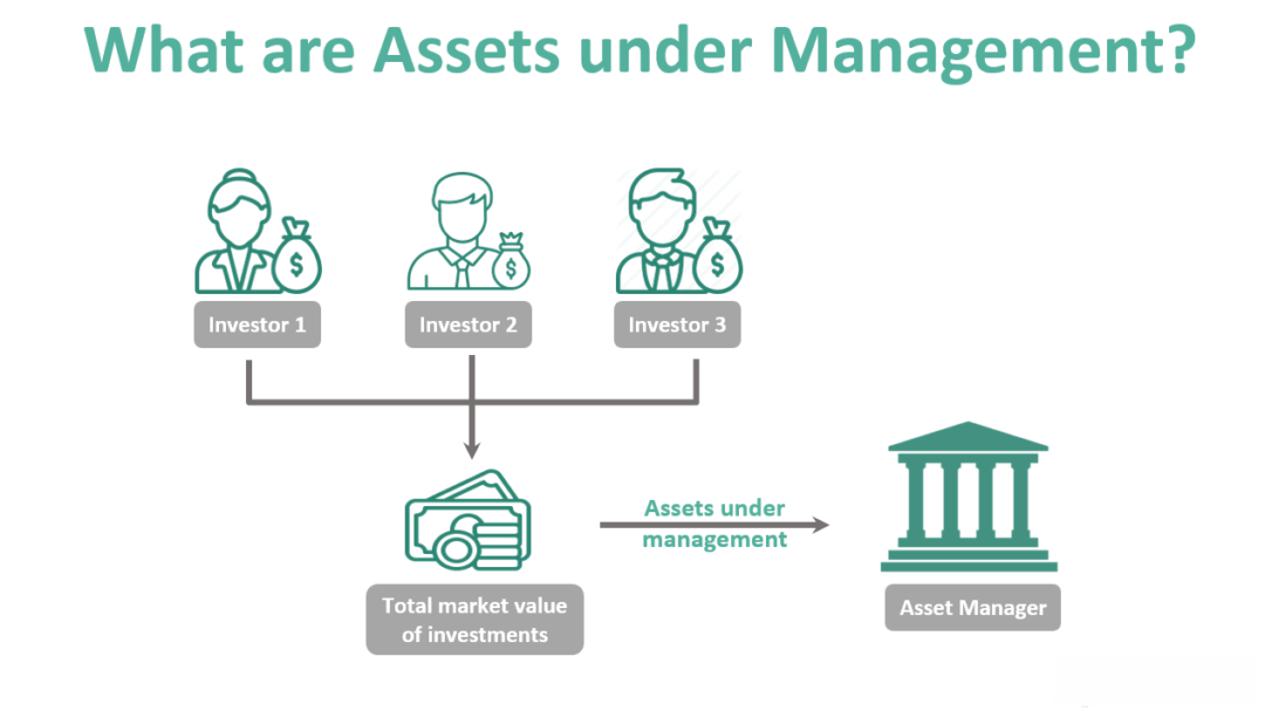 What are Assets under Management?
$
$
$
Investor 1
Investor 2
Investor 3
Assets under
management
Total market value
of investments
Asset Manager